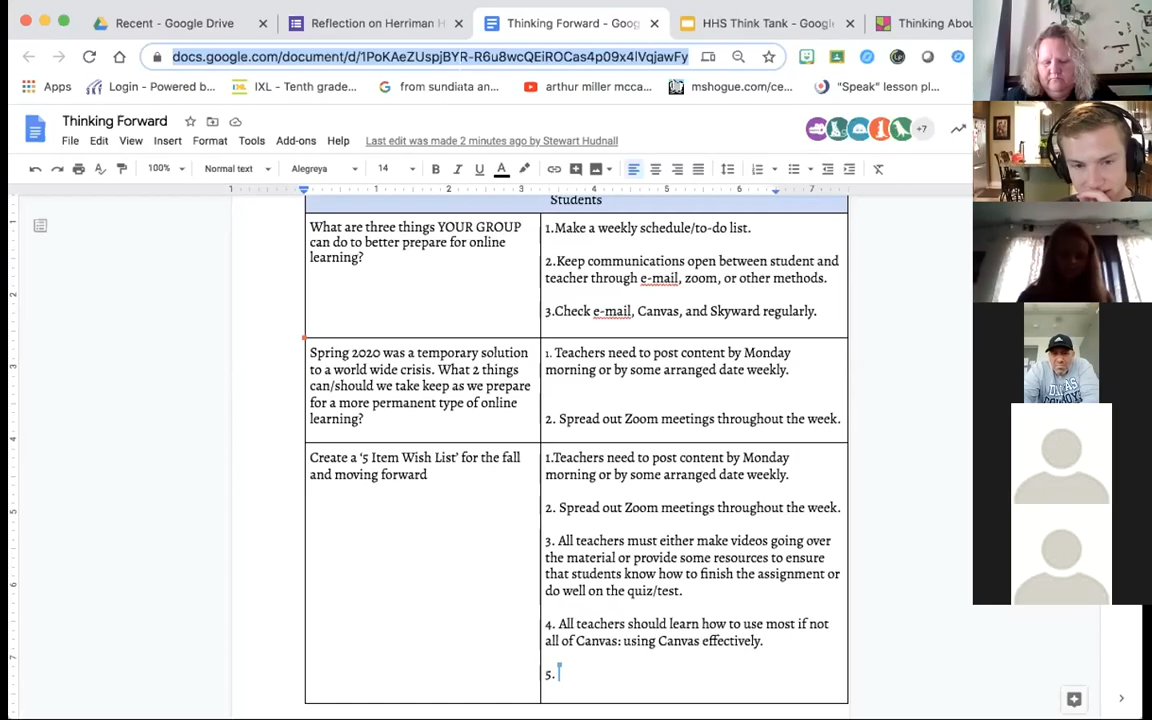 Recent - Google Drive
Reflection on Herriman H
Thinking Forward - Goog
HHS Think Tank - Google
Thinking Abou
docs.google.com/document/d/1PoKAeZUspjBYR-R6u8wcQEiROCas4p09x4lVqjawFy
Apps
Login - Powered b...
IXL - Tenth grade...
from sundiata an d...
arthur miller mcca...
mshogue.com/ce...
"Speak" lesson pl...
Thinking Forward
File Edit View Insert Format Tools Add-ons Help
Last edit was made 2 minutes ago by Stewart Hudnall
+7
100%
Normal text
Alegreya
14
B I U A
1 1 2 3 4 5 6 7
Students
What are three things YOUR GROUP
can do to better prepare for online
learning?
1.Make a weekly schedule/to-do list.
2.Keep communications open between student and
teacher through e-mail, zoom, or other methods.
3.Check e-mail, Canvas, and Skyward regularly.
Spring 2020 was a temporary solution
to a world wide crisis. What 2 things
can/should we take keep as we prepare
for a more permanent type of online
learning?
1. Teachers need to post content by Monday
morning or by some arranged date weekly.
2. Spread out Zoom meetings throughout the week.
Create a ‘5 Item Wish List’ for the fall
and moving forward
1.Teachers need to post content by Monday
morning or by some arranged date weekly.
2. Spread out Zoom meetings throughout the week.
3. All teachers must either make videos going over
the material or provide some resources to ensure
that students know how to finish the assignment or
do well on the quiz/test.
4. All teachers should learn how to use most if not
all of Canvas: using Canvas effectively.
5.